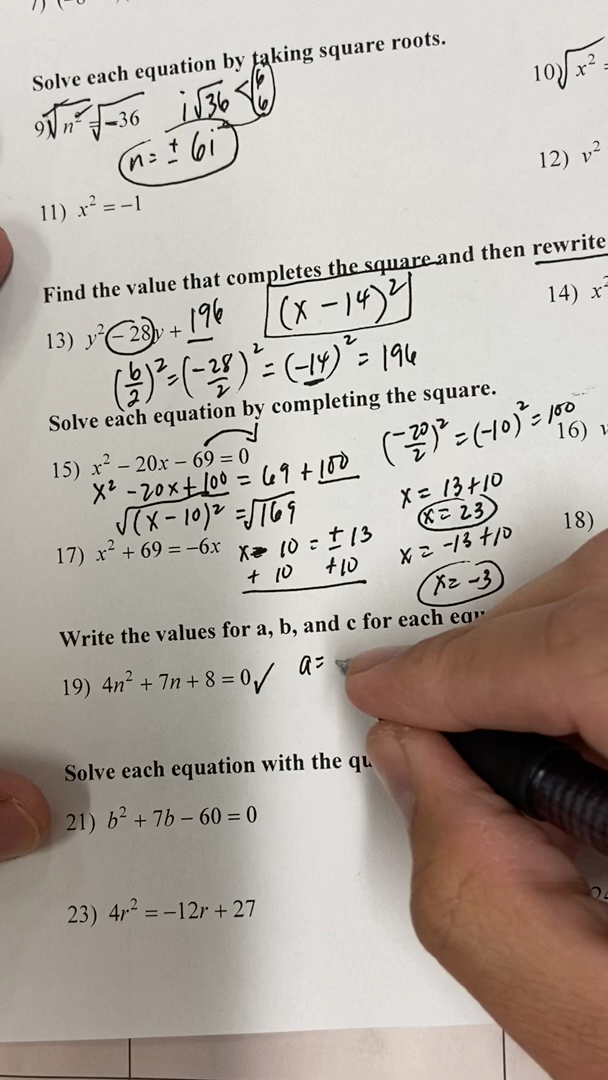 Solve each equation by taking square roots.
9) √n² = √-36 i√36 < 6 6
n = ± 6i
10) √x² =
11) x² = -1
12) v²
Find the value that completes the square and then rewrite
13) y² - 28y + 196 (x - 14)²
14) x²
(b/2)² = (-28/2)² = (-14)² = 196
Solve each equation by completing the square.
15) x² - 20x - 69 = 0 (-20/2)² = (-10)² = 100
16)
x² - 20x + 100 = 69 + 100
√(x - 10)² = √169
x = 13 + 10
x = 23
17) x² + 69 = -6x
x - 10 = ± 13
+ 10 +10
x = -13 + 10
x = -3
18)
Write the values for a, b, and c for each
19) 4n² + 7n + 8 = 0 ✓ a =
Solve each equation with the
21) b² + 7b - 60 = 0
23) 4r² = -12r + 27